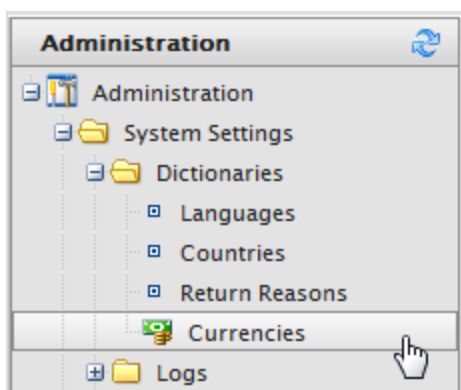 Administration
Administration
System Settings
Dictionaries
Languages
Countries
Return Reasons
Currencies
Logs